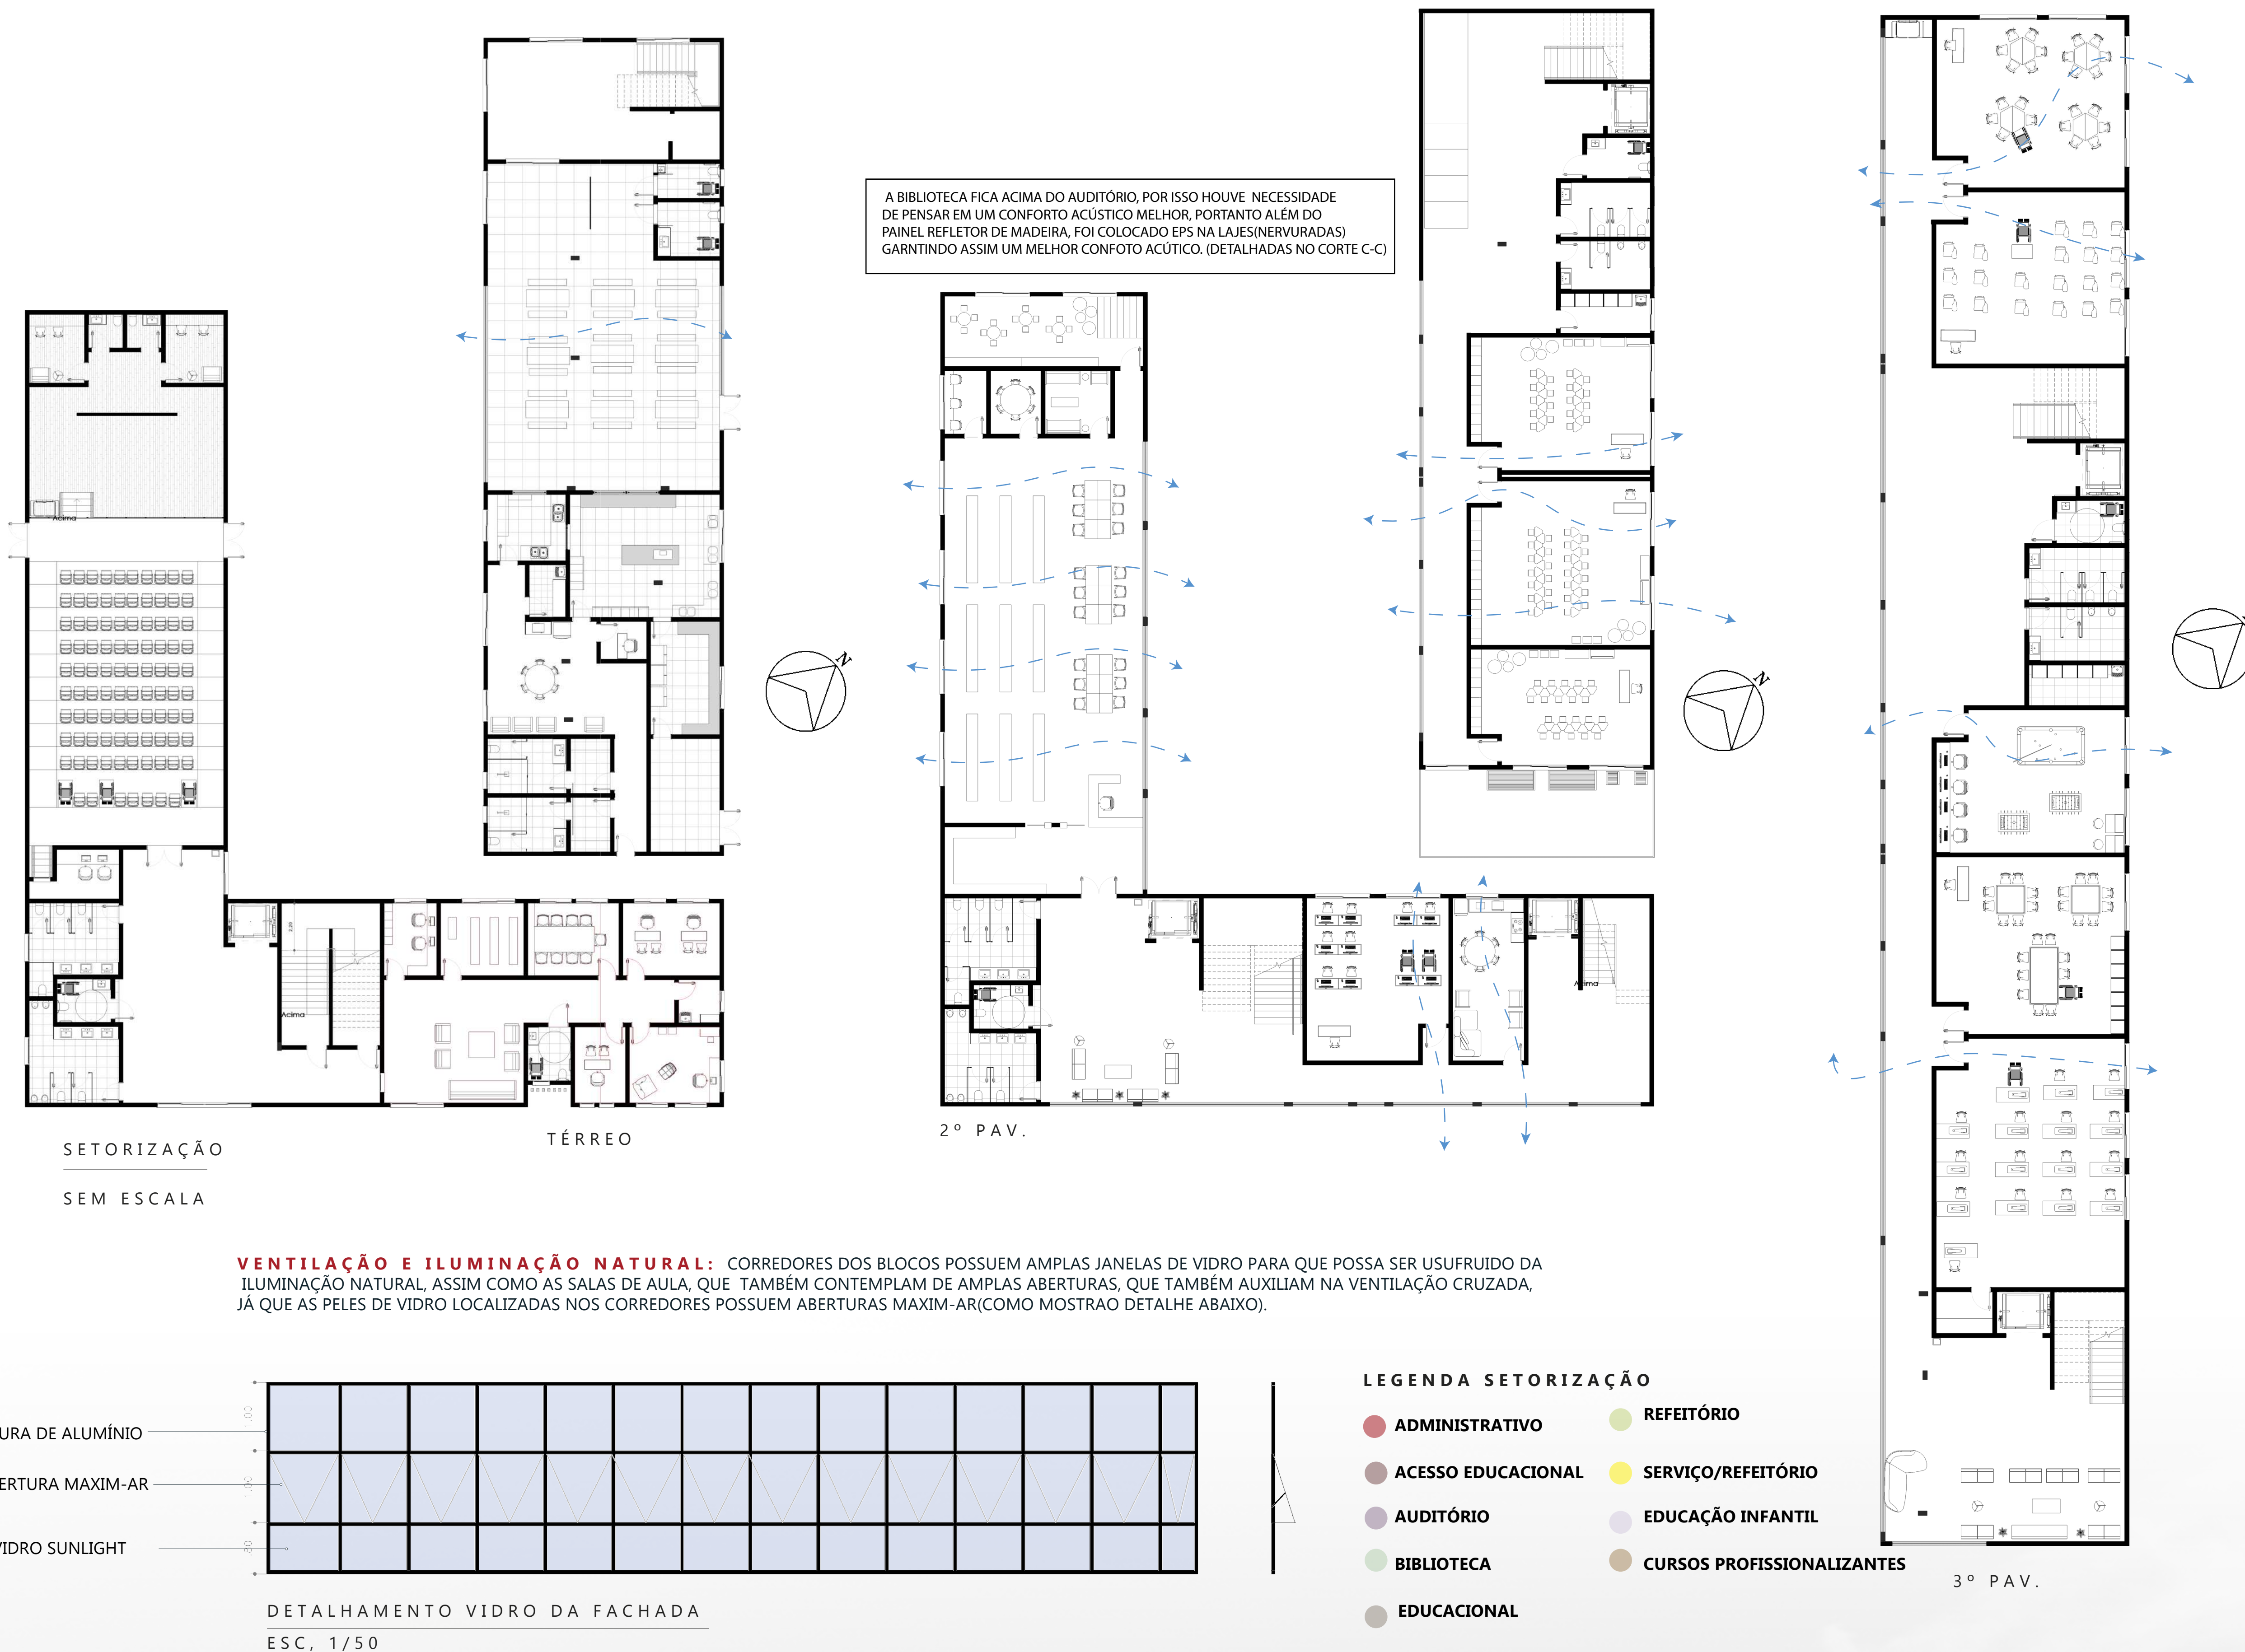 A BIBLIOTECA FICA ACIMA DO AUDITÓRIO, POR ISSO HOUVE NECESSIDADE
DE PENSAR EM UM CONFORTO ACÚSTICO MELHOR, PORTANTO ALÉM DO
PAINEL REFLETOR DE MADEIRA, FOI COLOCADO EPS NA LAJES(NERVURADAS)
GARNTINDO ASSIM UM MELHOR CONFOTO ACÚTICO. (DETALHADAS NO CORTE C-C)
Acima
N
N
Acima
Acima
TÉRREO
2º PAV.
SETORIZAÇÃO
SEM ESCALA
VENTILAÇÃO E ILUMINAÇÃO NATURAL: CORREDORES DOS BLOCOS POSSUEM AMPLAS JANELAS DE VIDRO PARA QUE POSSA SER USUFRUIDO DA
ILUMINAÇÃO NATURAL, ASSIM COMO AS SALAS DE AULA, QUE TAMBÉM CONTEMPLAM DE AMPLAS ABERTURAS, QUE TAMBÉM AUXILIAM NA VENTILAÇÃO CRUZADA,
JÁ QUE AS PELES DE VIDRO LOCALIZADAS NOS CORREDORES POSSUEM ABERTURAS MAXIM-AR(COMO MOSTRAO DETALHE ABAIXO).
URA DE ALUMÍNIO
ERTURA MAXIM-AR
VIDRO SUNLIGHT
1.00
1.00
.80
DETALHAMENTO VIDRO DA FACHADA
ESC, 1/50
LEGENDA SETORIZAÇÃO
ADMINISTRATIVO
ACESSO EDUCACIONAL
AUDITÓRIO
BIBLIOTECA
EDUCACIONAL
REFEITÓRIO
SERVIÇO/REFEITÓRIO
EDUCAÇÃO INFANTIL
CURSOS PROFISSIONALIZANTES
3º PAV.